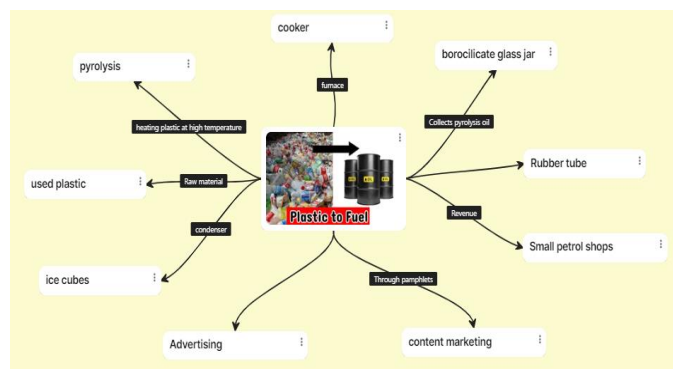 cooker
borocilicate glass jar
pyrolysis
furnace
Collects pyrolysis oil
heating plastic at high temperature
Rubber tube
used plastic
Raw material
Plastic to Fuel
Revenue
condenser
Small petrol shops
ice cubes
Through pamphlets
Advertising
content marketing